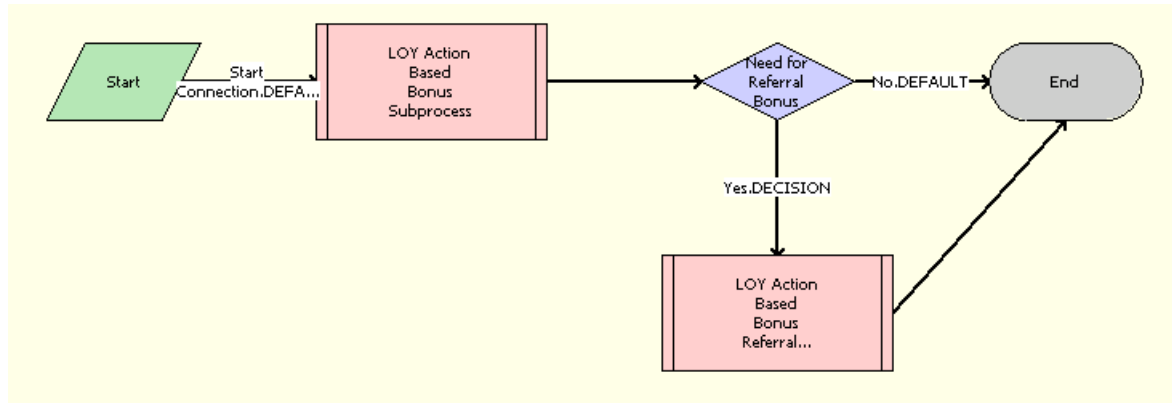 Start
Start
Connection.DEFA...
LOY Action
Based
Bonus
Subprocess
Need for
Referral
Bonus
No.DEFAULT
End
Yes.DECISION
LOY Action
Based
Bonus
Referral...